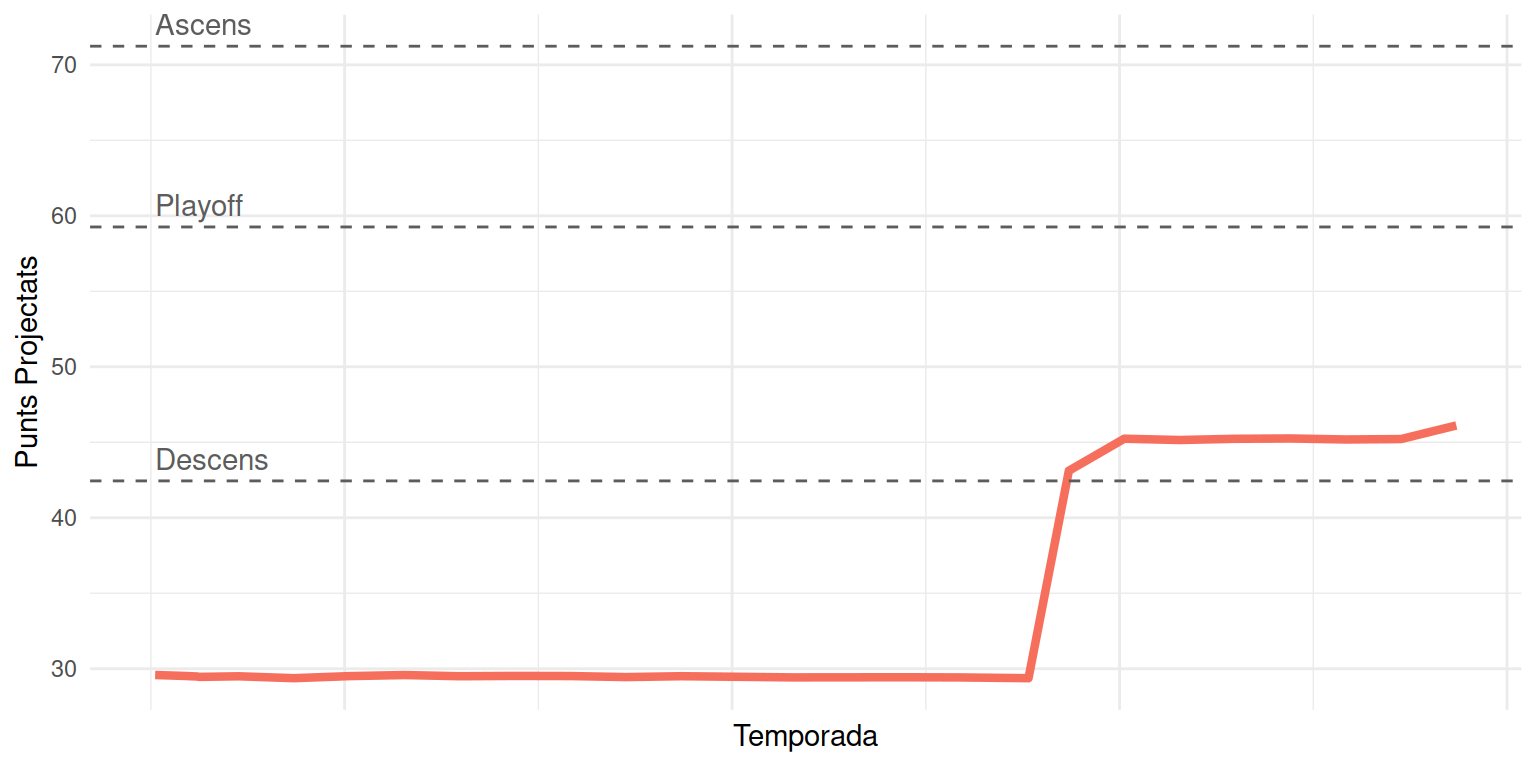 Ascens
70
Playoff
60
Punts Projectats
50
Descens
40
30
Temporada